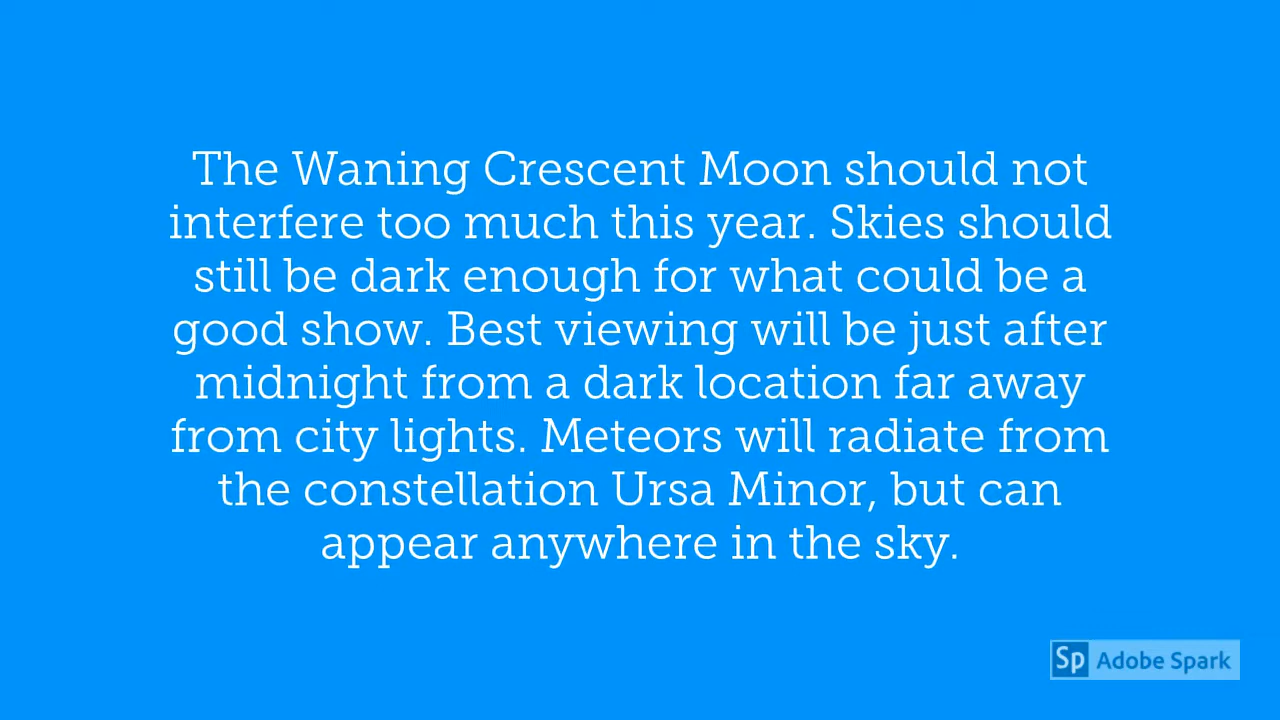 The Waning Crescent Moon should not
interfere too much this year. Skies should
still be dark enough for what could be a
good show. Best viewing will be just after
midnight from a dark location far away
from city lights. Meteors will radiate from
the constellation Ursa Minor, but can
appear anywhere in the sky.
Sp Adobe Spark